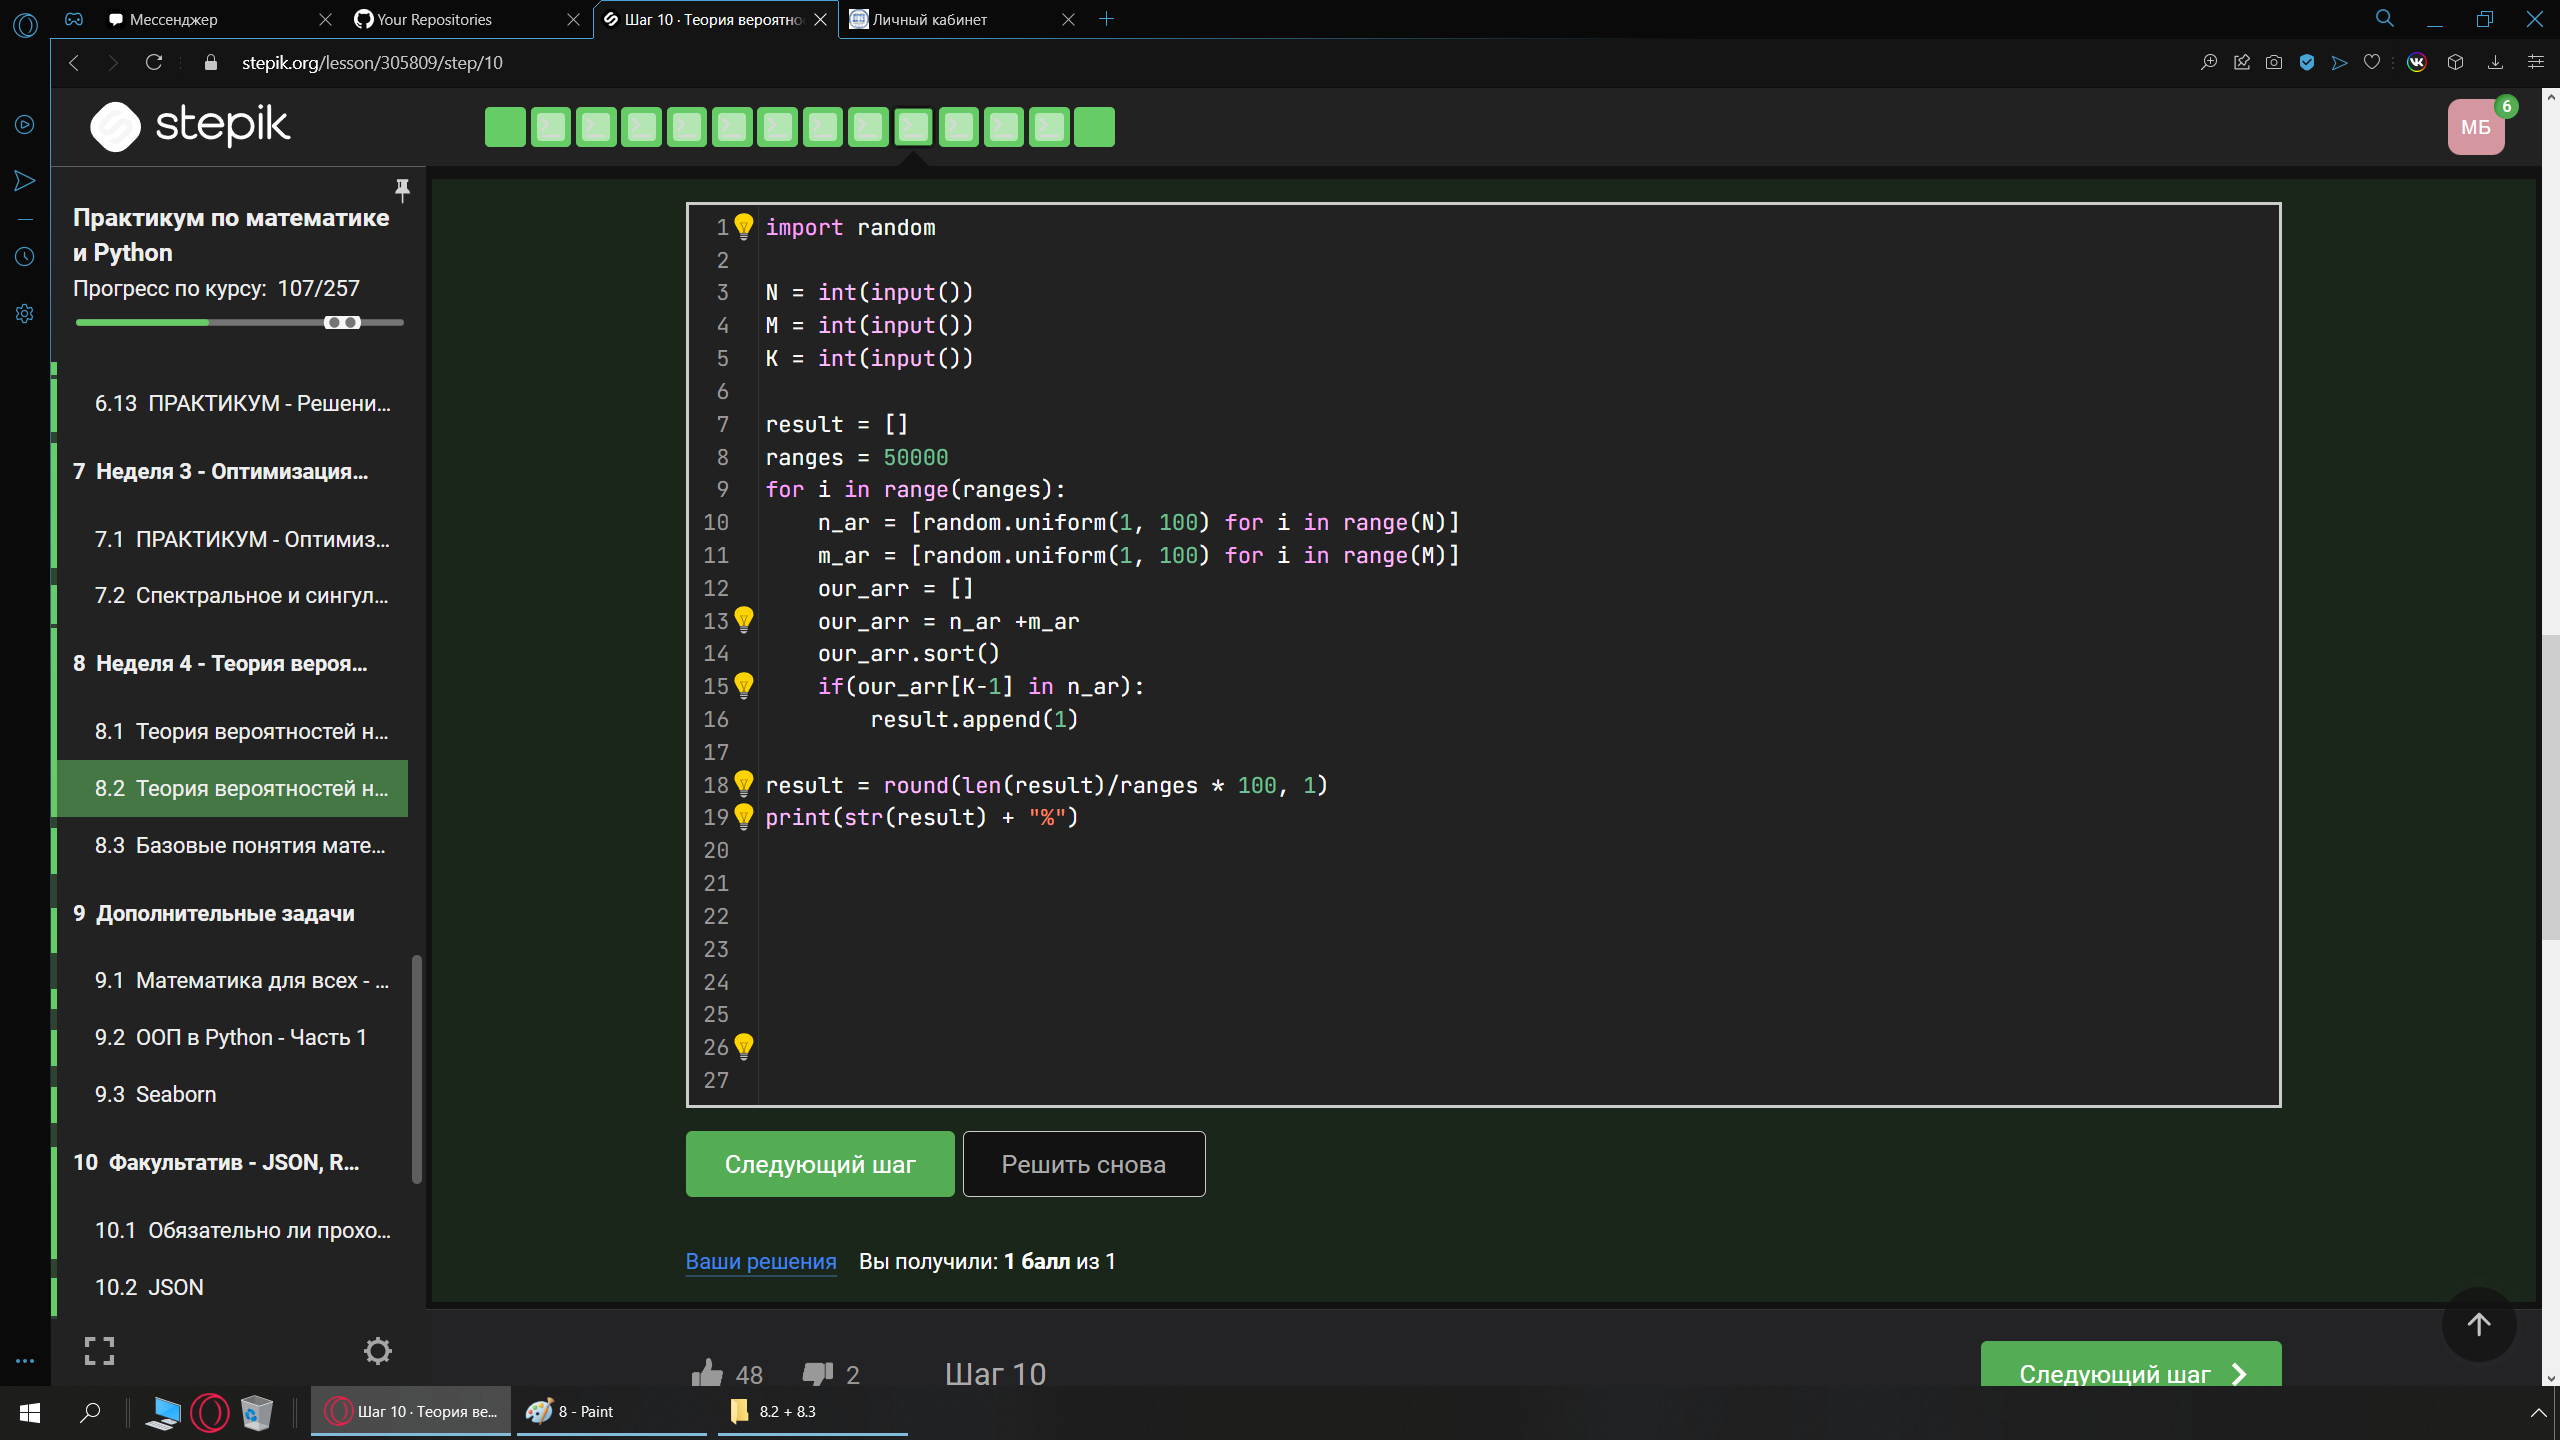 Мессенджер
Your Repositories
Шаг 10 · Теория вероятно
Личный кабинет
stepik.org/lesson/305809/step/10
stepik
МБ
6
Практикум по математике
и Python
Прогресс по курсу: 107/257
6.13 ПРАКТИКУМ - Решени...
7 Неделя 3 - Оптимизация...
7.1 ПРАКТИКУМ - Оптимиз...
7.2 Спектральное и сингул...
8 Неделя 4 - Теория вероя...
8.1 Теория вероятностей н...
8.2 Теория вероятностей н...
8.3 Базовые понятия мате...
9 Дополнительные задачи
9.1 Математика для всех - ...
9.2 ООП в Python - Часть 1
9.3 Seaborn
10 Факультатив - JSON, R...
10.1 Обязательно ли прохо...
10.2 JSON
1 import random
2
3 N = int(input())
4 M = int(input())
5 K = int(input())
6
7 result = []
8 ranges = 50000
9 for i in range(ranges):
10 n_ar = [random.uniform(1, 100) for i in range(N)]
11 m_ar = [random.uniform(1, 100) for i in range(M)]
12 our_arr = []
13 our_arr = n_ar +m_ar
14 our_arr.sort()
15 if(our_arr[K-1] in n_ar):
16 result.append(1)
17
18 result = round(len(result)/ranges * 100, 1)
19 print(str(result) + "%")
20
21
22
23
24
25
26
27
Следующий шаг
Решить снова
Ваши решения Вы получили: 1 балл из 1
48
2
Шаг 10
Следующий шаг
Шаг 10 · Теория ве...
8 - Paint
8.2 + 8.3